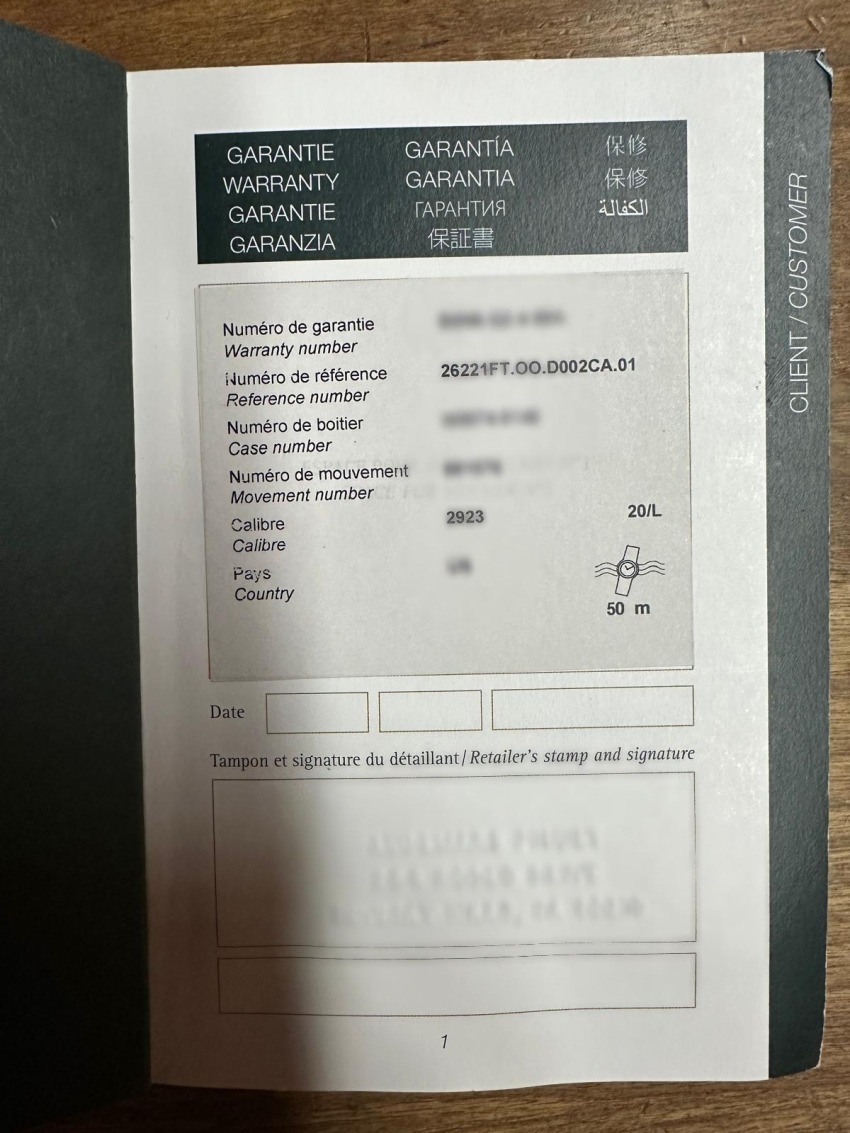 GARANTIE GARANTÍA 保修
WARRANTY GARANTIA 保修
GARANTIE ГАРАНТИЯ الكفالة
GARANZIA 保証書
CLIENT / CUSTOMER
Numéro de garantie
Warranty number
Numéro de référence 26221FT.OO.D002CA.01
Reference number
Numéro de boitier
Case number
Numéro de mouvement
Movement number
Calibre 2923 20/L
Calibre
Pays
Country
50 m
Date
Tampon et signature du détaillant / Retailer's stamp and signature
1